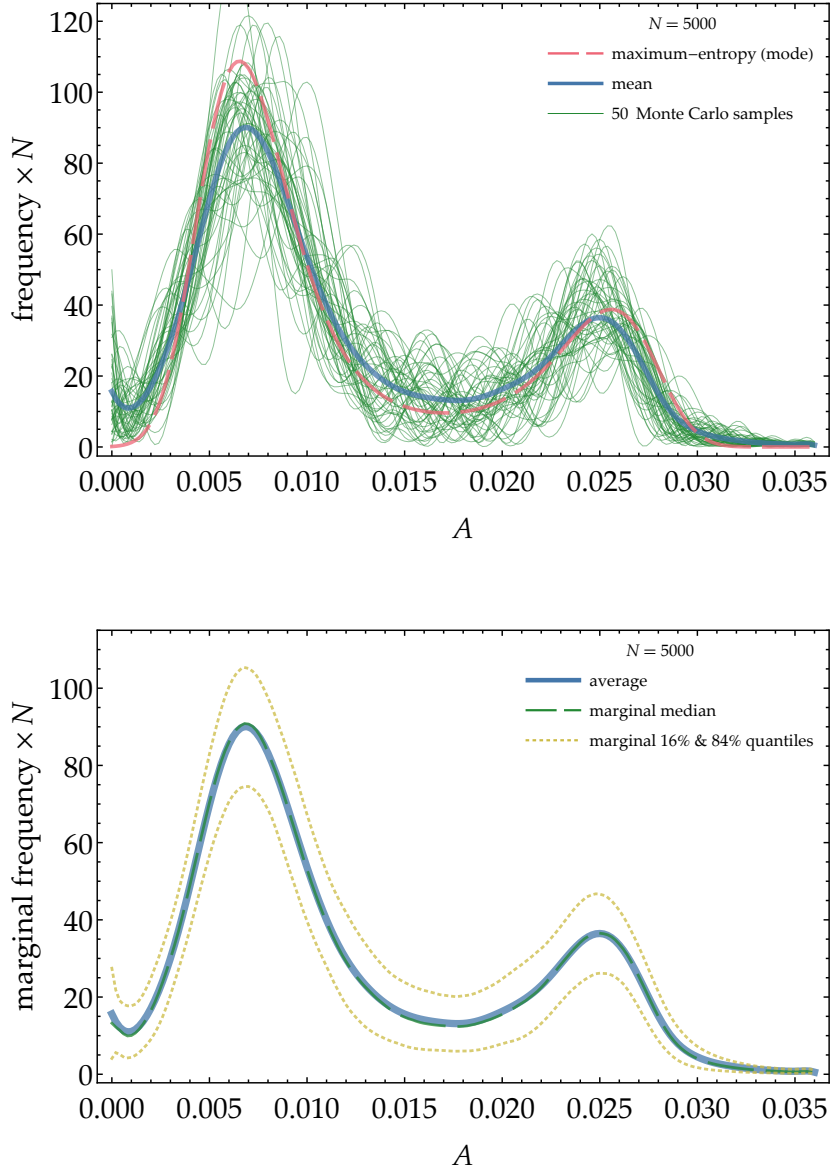 N = 5000
maximum−entropy (mode)
mean
50 Monte Carlo samples
frequency × N
120
100
80
60
40
20
0
0.000 0.005 0.010 0.015 0.020 0.025 0.030 0.035
A
N = 5000
average
marginal median
marginal 16% & 84% quantiles
marginal frequency × N
100
80
60
40
20
0
0.000 0.005 0.010 0.015 0.020 0.025 0.030 0.035
A